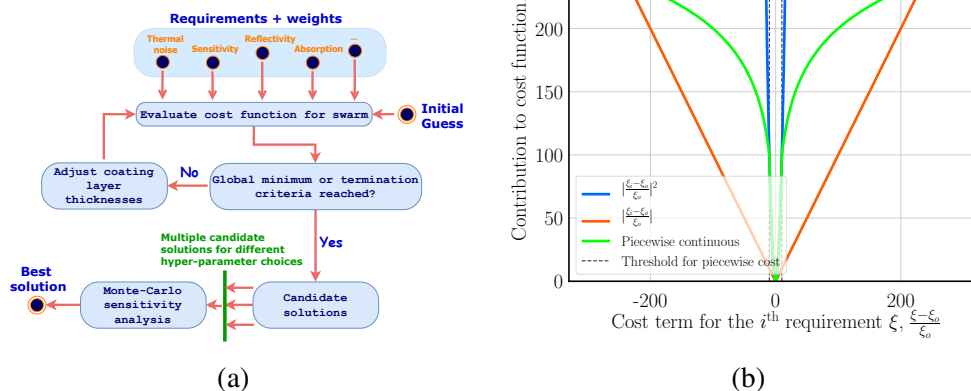 Requirements + weights
Thermal
noise
Sensitivity
Reflectivity
Absorption
...
Evaluate cost function for swarm
Initial
Guess
Adjust coating
layer
thicknesses
No
Global minimum or termination
criteria reached?
Yes
Multiple candidate
solutions for different
hyper-parameter choices
Best
solution
Monte-Carlo
sensitivity
analysis
Candidate
solutions
(a)
Contribution to cost function
200
150
100
50
0
|ξ−ξₒ/ξₒ|²
|ξ−ξₒ/ξₒ|
Piecewise continuous
Threshold for piecewise cost
-200
0
200
Cost term for the iᵗʰ requirement ξ, ξ−ξₒ/ξₒ
(b)